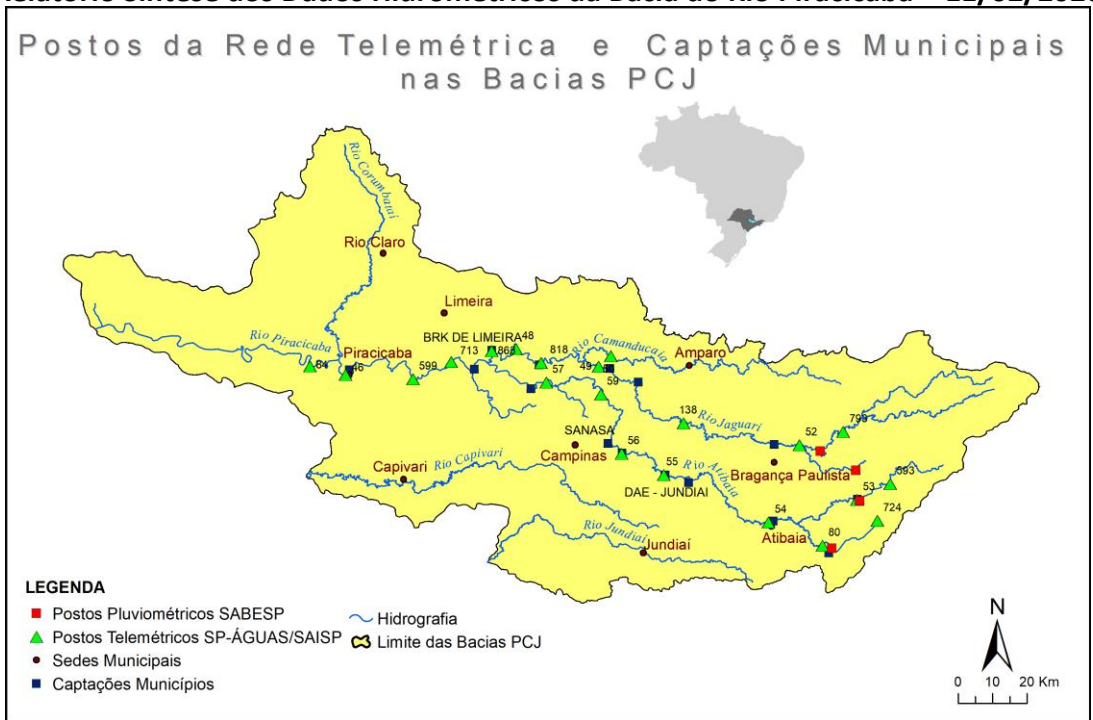 Postos da Rede Telemétrica e Captações Municipais
nas Bacias PCJ
Rio Corumbataí
Rio Claro
Limeira
BRK DE LIMEIRA
48
Rio Piracicaba
Piracicaba
713
868
818
Rio Camanducaia
Amparo
64
46
599
57
49
59
138
Rio Jaguari
52
799
SANASA
Campinas
56
Capivari
Rio Capivari
55
Rio Atibaia
Bragança Paulista
593
DAE - JUNDIAI
53
54
Atibaia
724
80
Rio Jundiaí
Jundiaí
LEGENDA
Postos Pluviométricos SABESP
Postos Telemétricos SP-ÁGUAS/SAISP
Sedes Municipais
Captações Municípios
Hidrografia
Limite das Bacias PCJ
N
0 10 20 Km